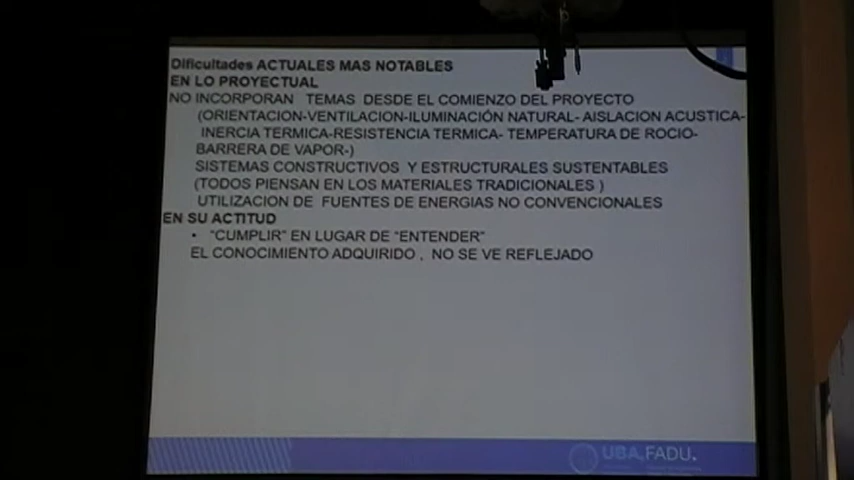 Dificultades ACTUALES MAS NOTABLES
EN LO PROYECTUAL
NO INCORPORAN TEMAS DESDE EL COMIENZO DEL PROYECTO
(ORIENTACION-VENTILACION-ILUMINACIÓN NATURAL- AISLACION ACUSTICA-
INERCIA TERMICA-RESISTENCIA TERMICA- TEMPERATURA DE ROCIO-
BARRERA DE VAPOR-)
SISTEMAS CONSTRUCTIVOS Y ESTRUCTURALES SUSTENTABLES
(TODOS PIENSAN EN LOS MATERIALES TRADICIONALES )
UTILIZACION DE FUENTES DE ENERGIAS NO CONVENCIONALES
EN SU ACTITUD
• “CUMPLIR” EN LUGAR DE “ENTENDER”
EL CONOCIMIENTO ADQUIRIDO , NO SE VE REFLEJADO
UBA.FADU.